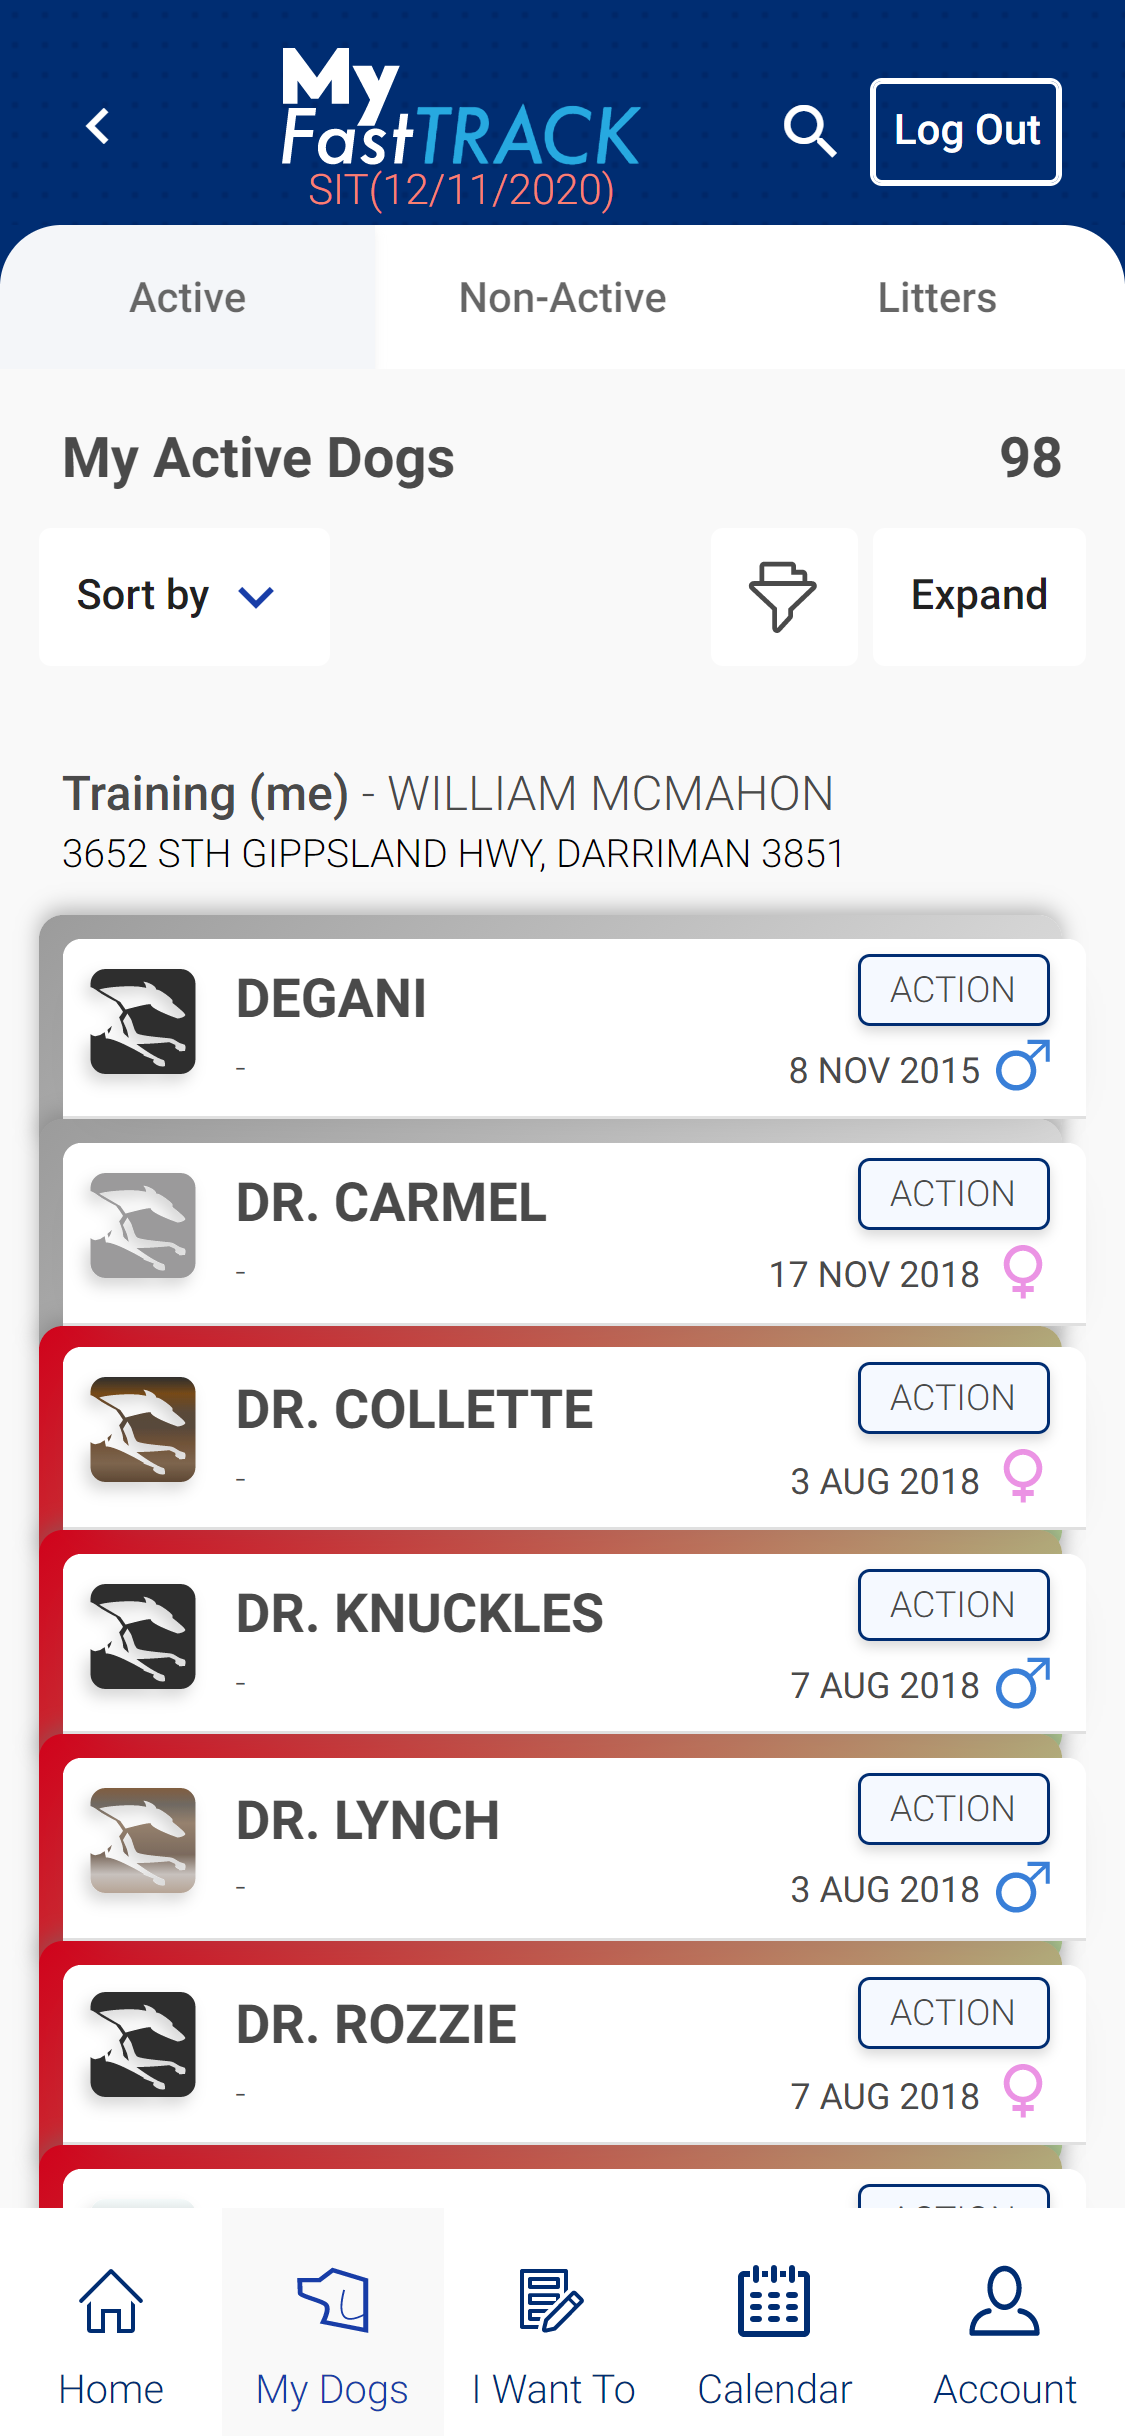 My
FastTRACK
SIT(12/11/2020)
Log Out
Active Non-Active Litters
My Active Dogs 98
Sort by Expand
Training (me) - WILLIAM MCMAHON
3652 STH GIPPSLAND HWY, DARRIMAN 3851
DEGANI ACTION
- 8 NOV 2015
DR. CARMEL ACTION
- 17 NOV 2018
DR. COLLETTE ACTION
- 3 AUG 2018
DR. KNUCKLES ACTION
- 7 AUG 2018
DR. LYNCH ACTION
- 3 AUG 2018
DR. ROZZIE ACTION
- 7 AUG 2018
Home My Dogs I Want To Calendar Account